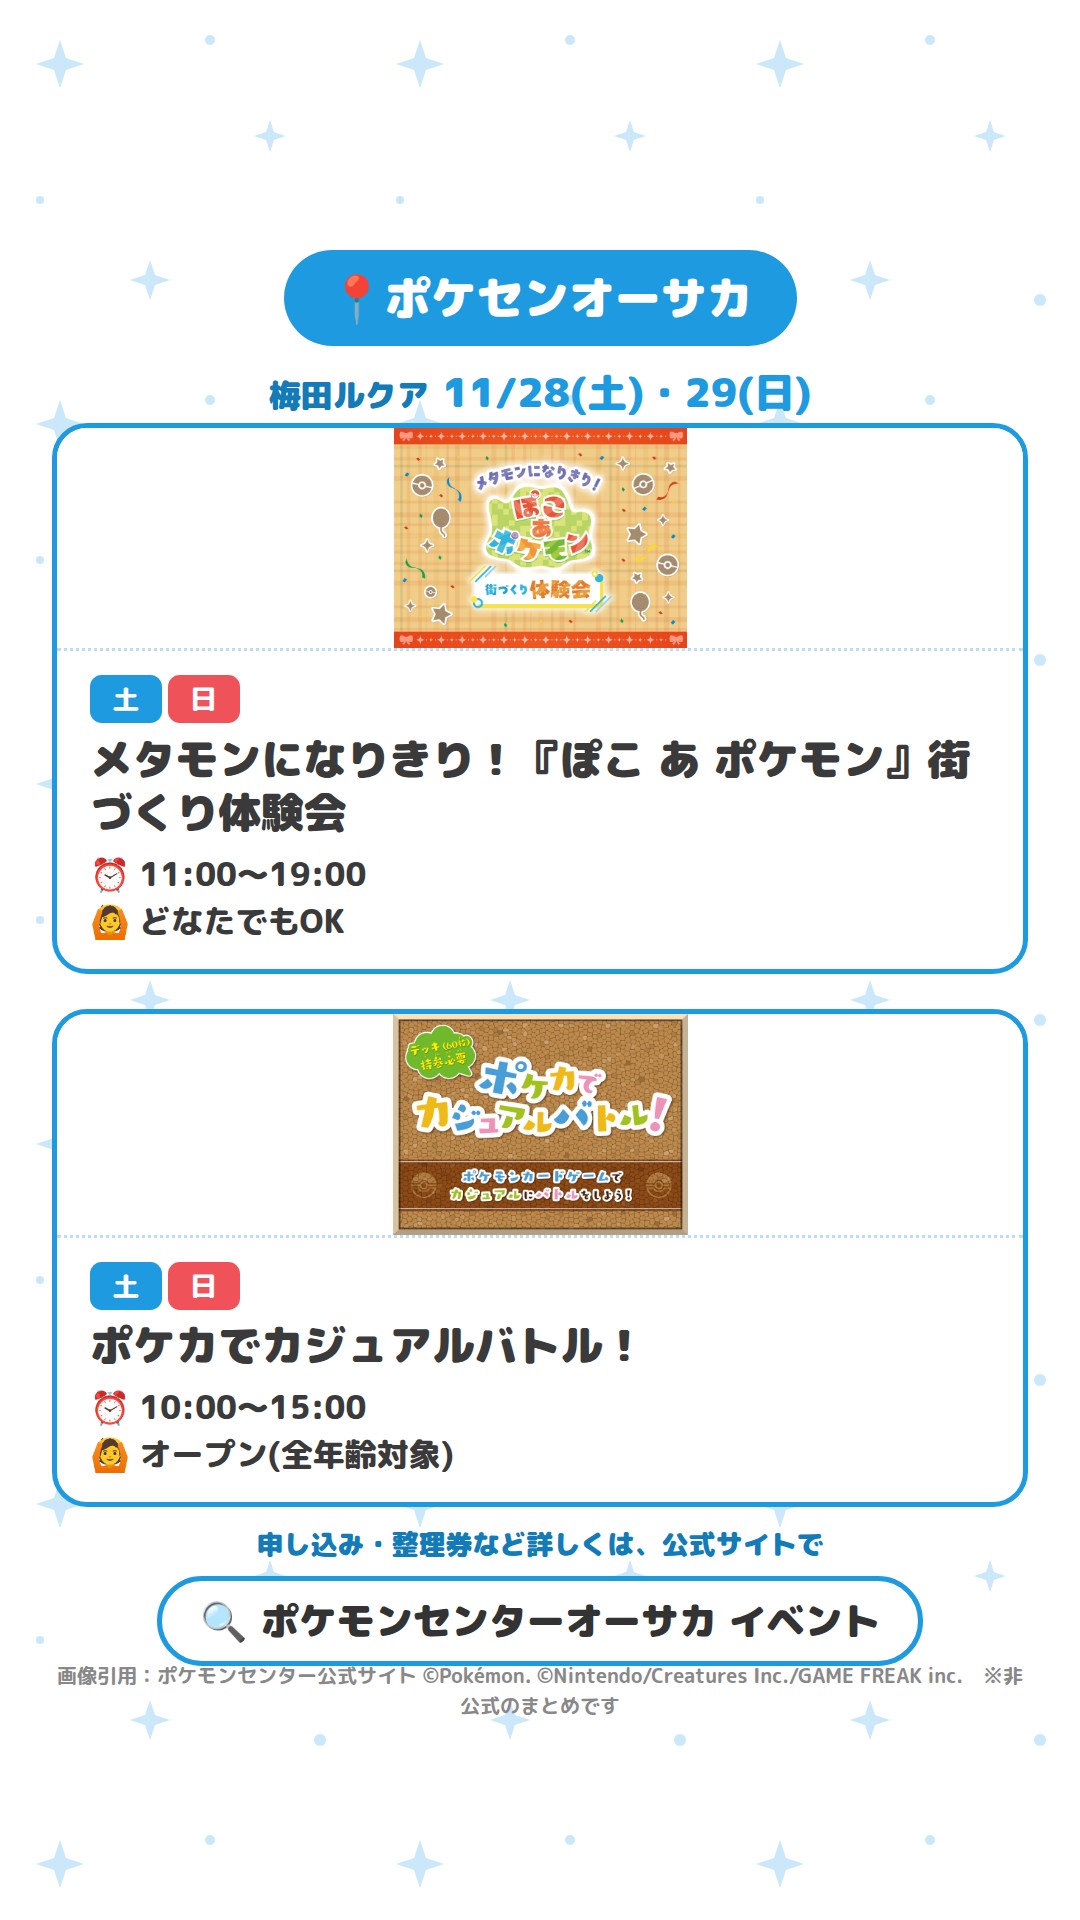 📍ポケセンオーサカ
梅田ルクア 11/28(土)・29(日)
メタモンになりきり!
ぽこ
あ
ポケモン
街づくり体験会
土 日
メタモンになりきり!『ぽこ あ ポケモン』街
づくり体験会
⏰ 11:00〜19:00
🙆 どなたでもOK
デッキ(60枚)
持参必要
ポケカで
カジュアルバトル!
ポケモンカードゲームで
カジュアルにバトルをしよう!
土 日
ポケカでカジュアルバトル!
⏰ 10:00〜15:00
🙆 オープン(全年齢対象)
申し込み・整理券など詳しくは、公式サイトで
🔍 ポケモンセンターオーサカ イベント
画像引用:ポケモンセンター公式サイト ©Pokémon. ©Nintendo/Creatures Inc./GAME FREAK inc. ※非
公式のまとめです